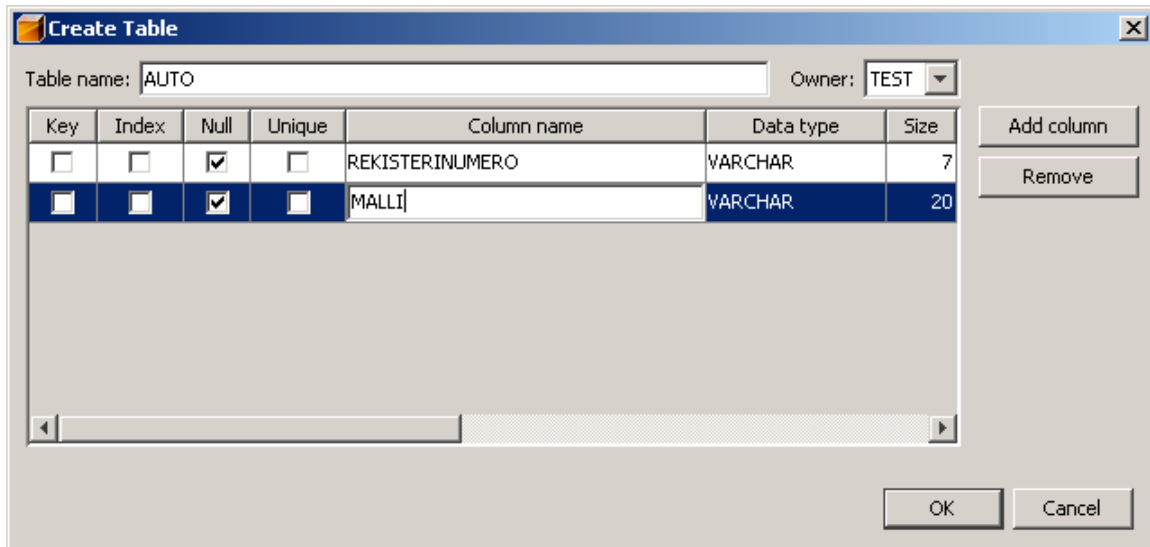 Create Table
Table name: AUTO Owner: TEST
Key Index Null Unique Column name Data type Size Add column
REKISTERINUMERO VARCHAR 7
Remove
MALLI VARCHAR 20
OK Cancel